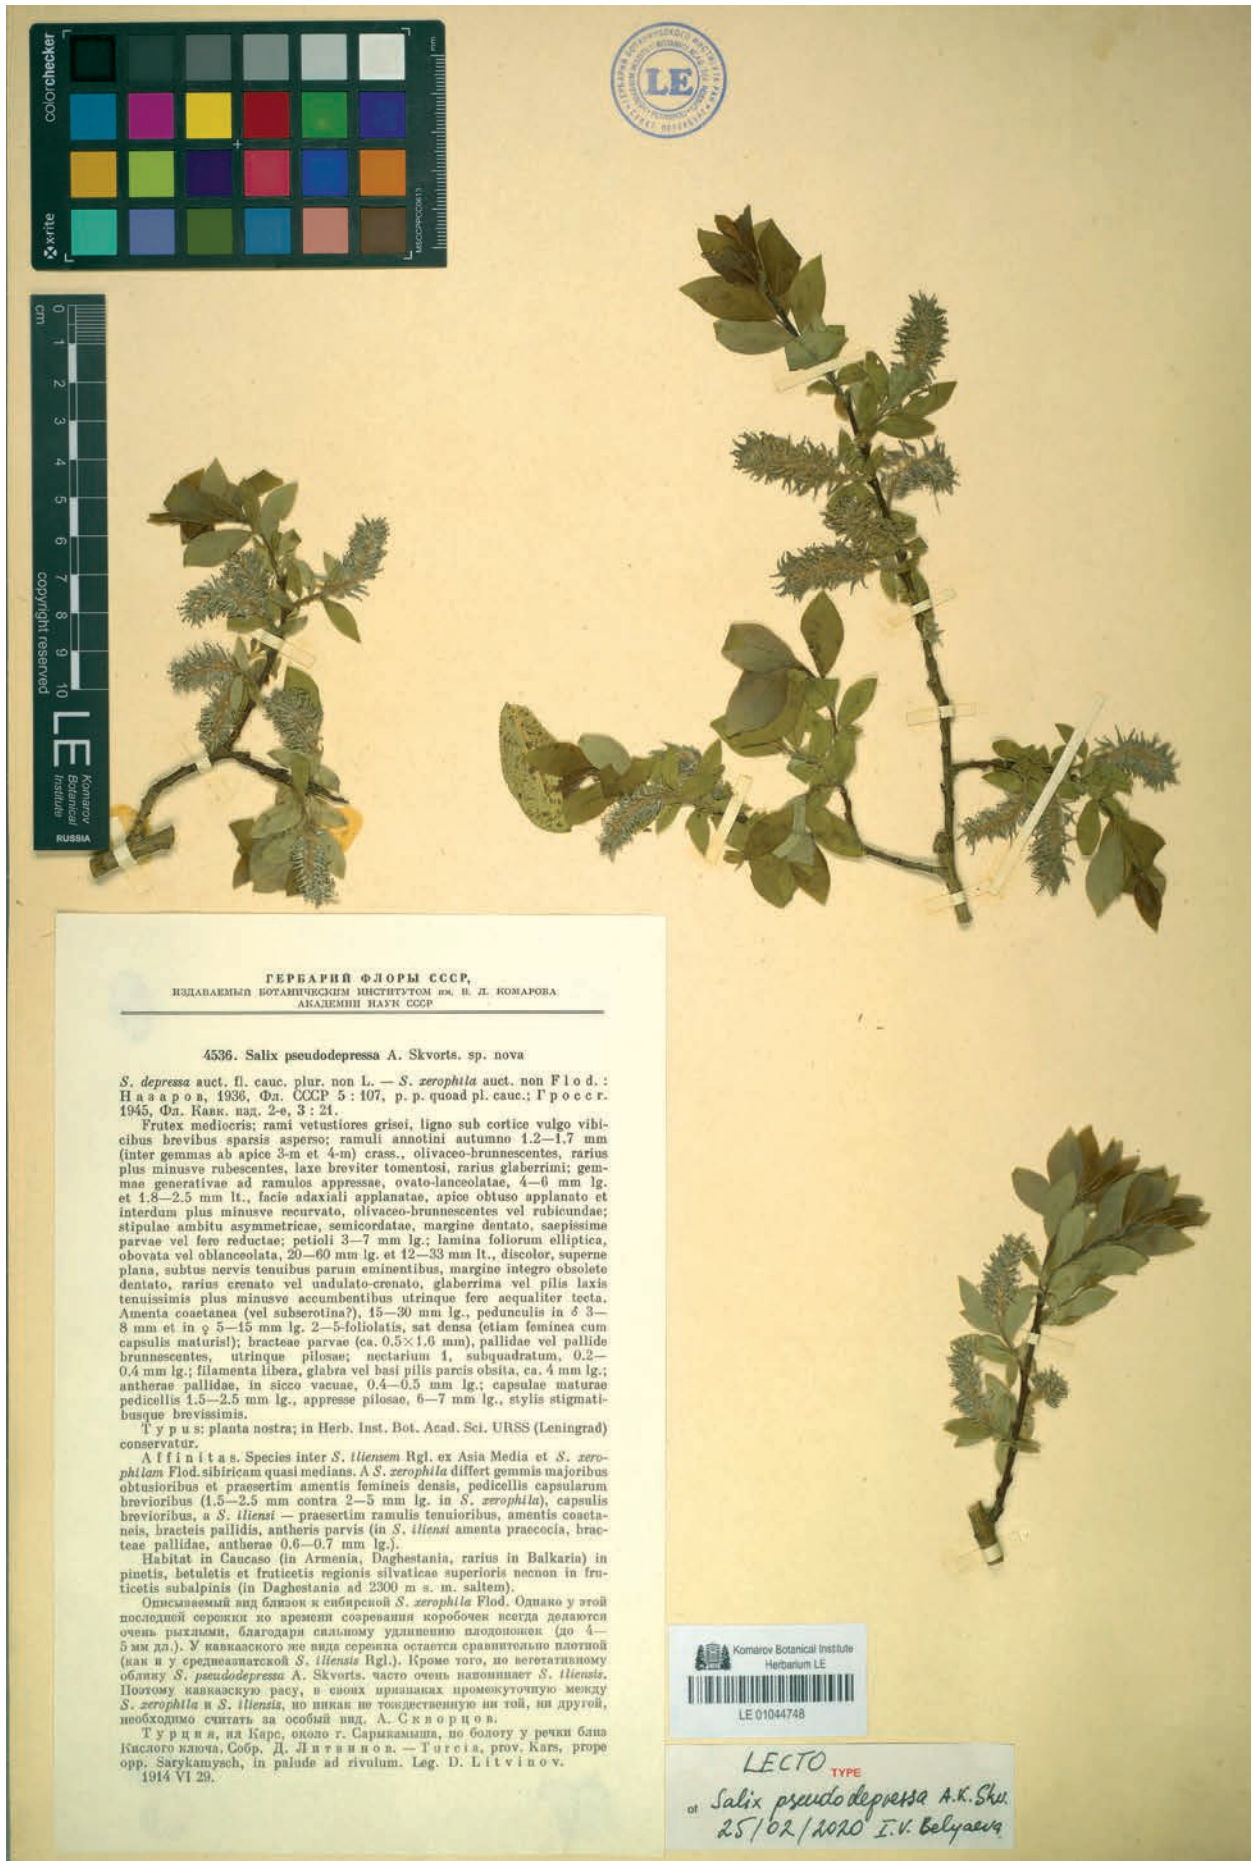 colorchecker
x-rite
mm
MSCCPPCC0613
ГЕРБАРИЙ БОТАНИЧЕСКОГО ИНСТИТУТА РАН
САНКТ-ПЕТЕРБУРГ
LE
cm
0
1
2
3
4
5
6
7
8
9
10
copyright reserved
LE
Komarov
Botanical
Institute
RUSSIA
ГЕРБАРИЙ ФЛОРЫ СССР,
ИЗДАВАЕМЫЙ БОТАНИЧЕСКИМ ИНСТИТУТОМ им. В. Л. КОМАРОВА
АКАДЕМИИ НАУК СССР
4536. Salix pseudodepressa A. Skvorts. sp. nova
S. depressa auct. fl. cauc. plur. non L. — S. xerophila auct. non Flod.:
Назаров, 1936, Фл. СССР 5 : 107, p. p. quoad pl. cauc.; Гроссг.
1945, Фл. Кавк. изд. 2-е, 3 : 21.
Frutex mediocris; rami vetustiores grisei, ligno sub cortice vulgo vibi-
cibus brevibus sparsis asperso; ramuli annotini autumno 1.2—1.7 mm
(inter gemmas ab apice 3-m et 4-m) crass., olivaceo-brunnescentes, rarius
plus minusve rubescentes, laxe breviter tomentosi, rarius glaberrimi; gem-
mae generativae ad ramulos appressae, ovato-lanceolatae, 4—6 mm lg.
et 1.8—2.5 mm lt., facie adaxiali applanatae, apice obtuso applanato et
interdum plus minusve recurvato, olivaceo-brunnescentes vel rubicundae;
stipulae ambitu asymmetricae, semicordatae, margine dentato, saepissime
parvae vel fere reductae; petioli 3—7 mm lg.; lamina foliorum elliptica,
obovata vel oblanceolata, 20—60 mm lg. et 12—33 mm lt., discolor, superne
plana, subtus nervis tenuibus parum eminentibus, margine integro obsolete
dentato, rarius crenato vel undulato-crenato, glaberrima vel pilis laxis
tenuissimis plus minusve accumbentibus utrinque fere aequaliter tecta.
Amenta coaetanea (vel subserotina?), 15—30 mm lg., pedunculis in ♂ 3—
8 mm et in ♀ 5—15 mm lg. 2—5-foliolatis, sat densa (etiam feminea cum
capsulis maturis!); bracteae parvae (ca. 0.5×1.6 mm), pallidae vel pallide
brunnescentes, utrinque pilosae; nectarium 1, subquadratum, 0.2—
0.4 mm lg.; filamenta libera, glabra vel basi pilis parcis obsita, ca. 4 mm lg.;
antherae pallidae, in sicco vacuae, 0.4—0.5 mm lg.; capsulae maturae
pedicellis 1.5—2.5 mm lg., appresse pilosae, 6—7 mm lg., stylis stigmati-
busque brevissimis.
Typus: planta nostra; in Herb. Inst. Bot. Acad. Sci. URSS (Leningrad)
conservatur.
Affinitas. Species inter S. iliensem Rgl. ex Asia Media et S. xero-
philam Flod. sibiricam quasi medians. A S. xerophila differt gemmis majoribus
obtusioribus et praesertim amentis femineis densis, pedicellis capsularum
brevioribus (1.5—2.5 mm contra 2—5 mm lg. in S. xerophila), capsulis
brevioribus, a S. iliensi — praesertim ramulis tenuioribus, amentis coaeta-
neis, bracteis pallidis, antheris parvis (in S. iliensi amenta praecocia, brac-
teae pallidae, antherae 0.6—0.7 mm lg.).
Habitat in Caucaso (in Armenia, Daghestania, rarius in Balkaria) in
pinetis, betuletis et fruticetis regionis silvaticae superioris necnon in fru-
ticetis subalpinis (in Daghestania ad 2300 m s. m. saltem).
Описываемый вид близок к сибирской S. xerophila Flod. Однако у этой
последней сережки ко времени созревания коробочек всегда делаются
очень рыхлыми, благодаря сильному удлинению плодоножек (до 4—
5 мм дл.). У кавказского же вида сережка остается сравнительно плотной
(как и у среднеазиатской S. iliensis Rgl.). Кроме того, по вегетативному
облику S. pseudodepressa A. Skvorts. часто очень напоминает S. iliensis.
Поэтому кавказскую расу, в своих признаках промежуточную между
S. xerophila и S. iliensis, но никак не тождественную ни той, ни другой,
необходимо считать за особый вид. А. Скворцов.
Турция, ил Карс, около г. Сарыкамыша, по болоту у речки близ
Кислого ключа. Собр. Д. Литвинов. — Turcia, prov. Kars, prope
opp. Sarykamysch, in palude ad rivulum. Leg. D. Litvinov.
1914 VI 29.
Komarov Botanical Institute
Herbarium LE
LE 01044748
LECTO TYPE
of Salix pseudodepressa A.K.Skv.
25/02/2020 I.V. Belyaeva